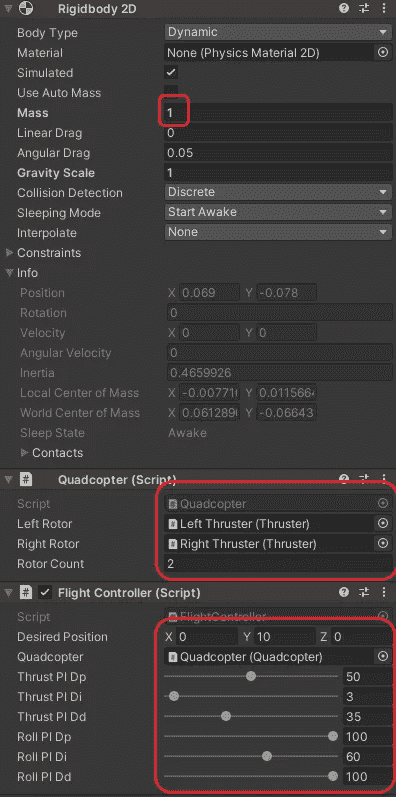 Rigidbody 2D
Body Type Dynamic
Material None (Physics Material 2D)
Simulated
Use Auto Mass
Mass 1
Linear Drag 0
Angular Drag 0.05
Gravity Scale 1
Collision Detection Discrete
Sleeping Mode Start Awake
Interpolate None
Constraints
Info
Position X 0.069 Y -0.078
Rotation 0
Velocity X 0 Y 0
Angular Velocity 0
Inertia 0.4659926
Local Center of Mass X -0.00771 Y 0.011566
World Center of Mass X 0.061289 Y -0.06643
Sleep State Awake
Contacts
Quadcopter (Script)
Script Quadcopter
Left Rotor Left Thruster (Thruster)
Right Rotor Right Thruster (Thruster)
Rotor Count 2
Flight Controller (Script)
Script FlightController
Desired Position X 0 Y 10 Z 0
Quadcopter Quadcopter (Quadcopter)
Thrust PI Dp 50
Thrust PI Di 3
Thrust PI Dd 35
Roll PI Dp 100
Roll PI Di 60
Roll PI Dd 100